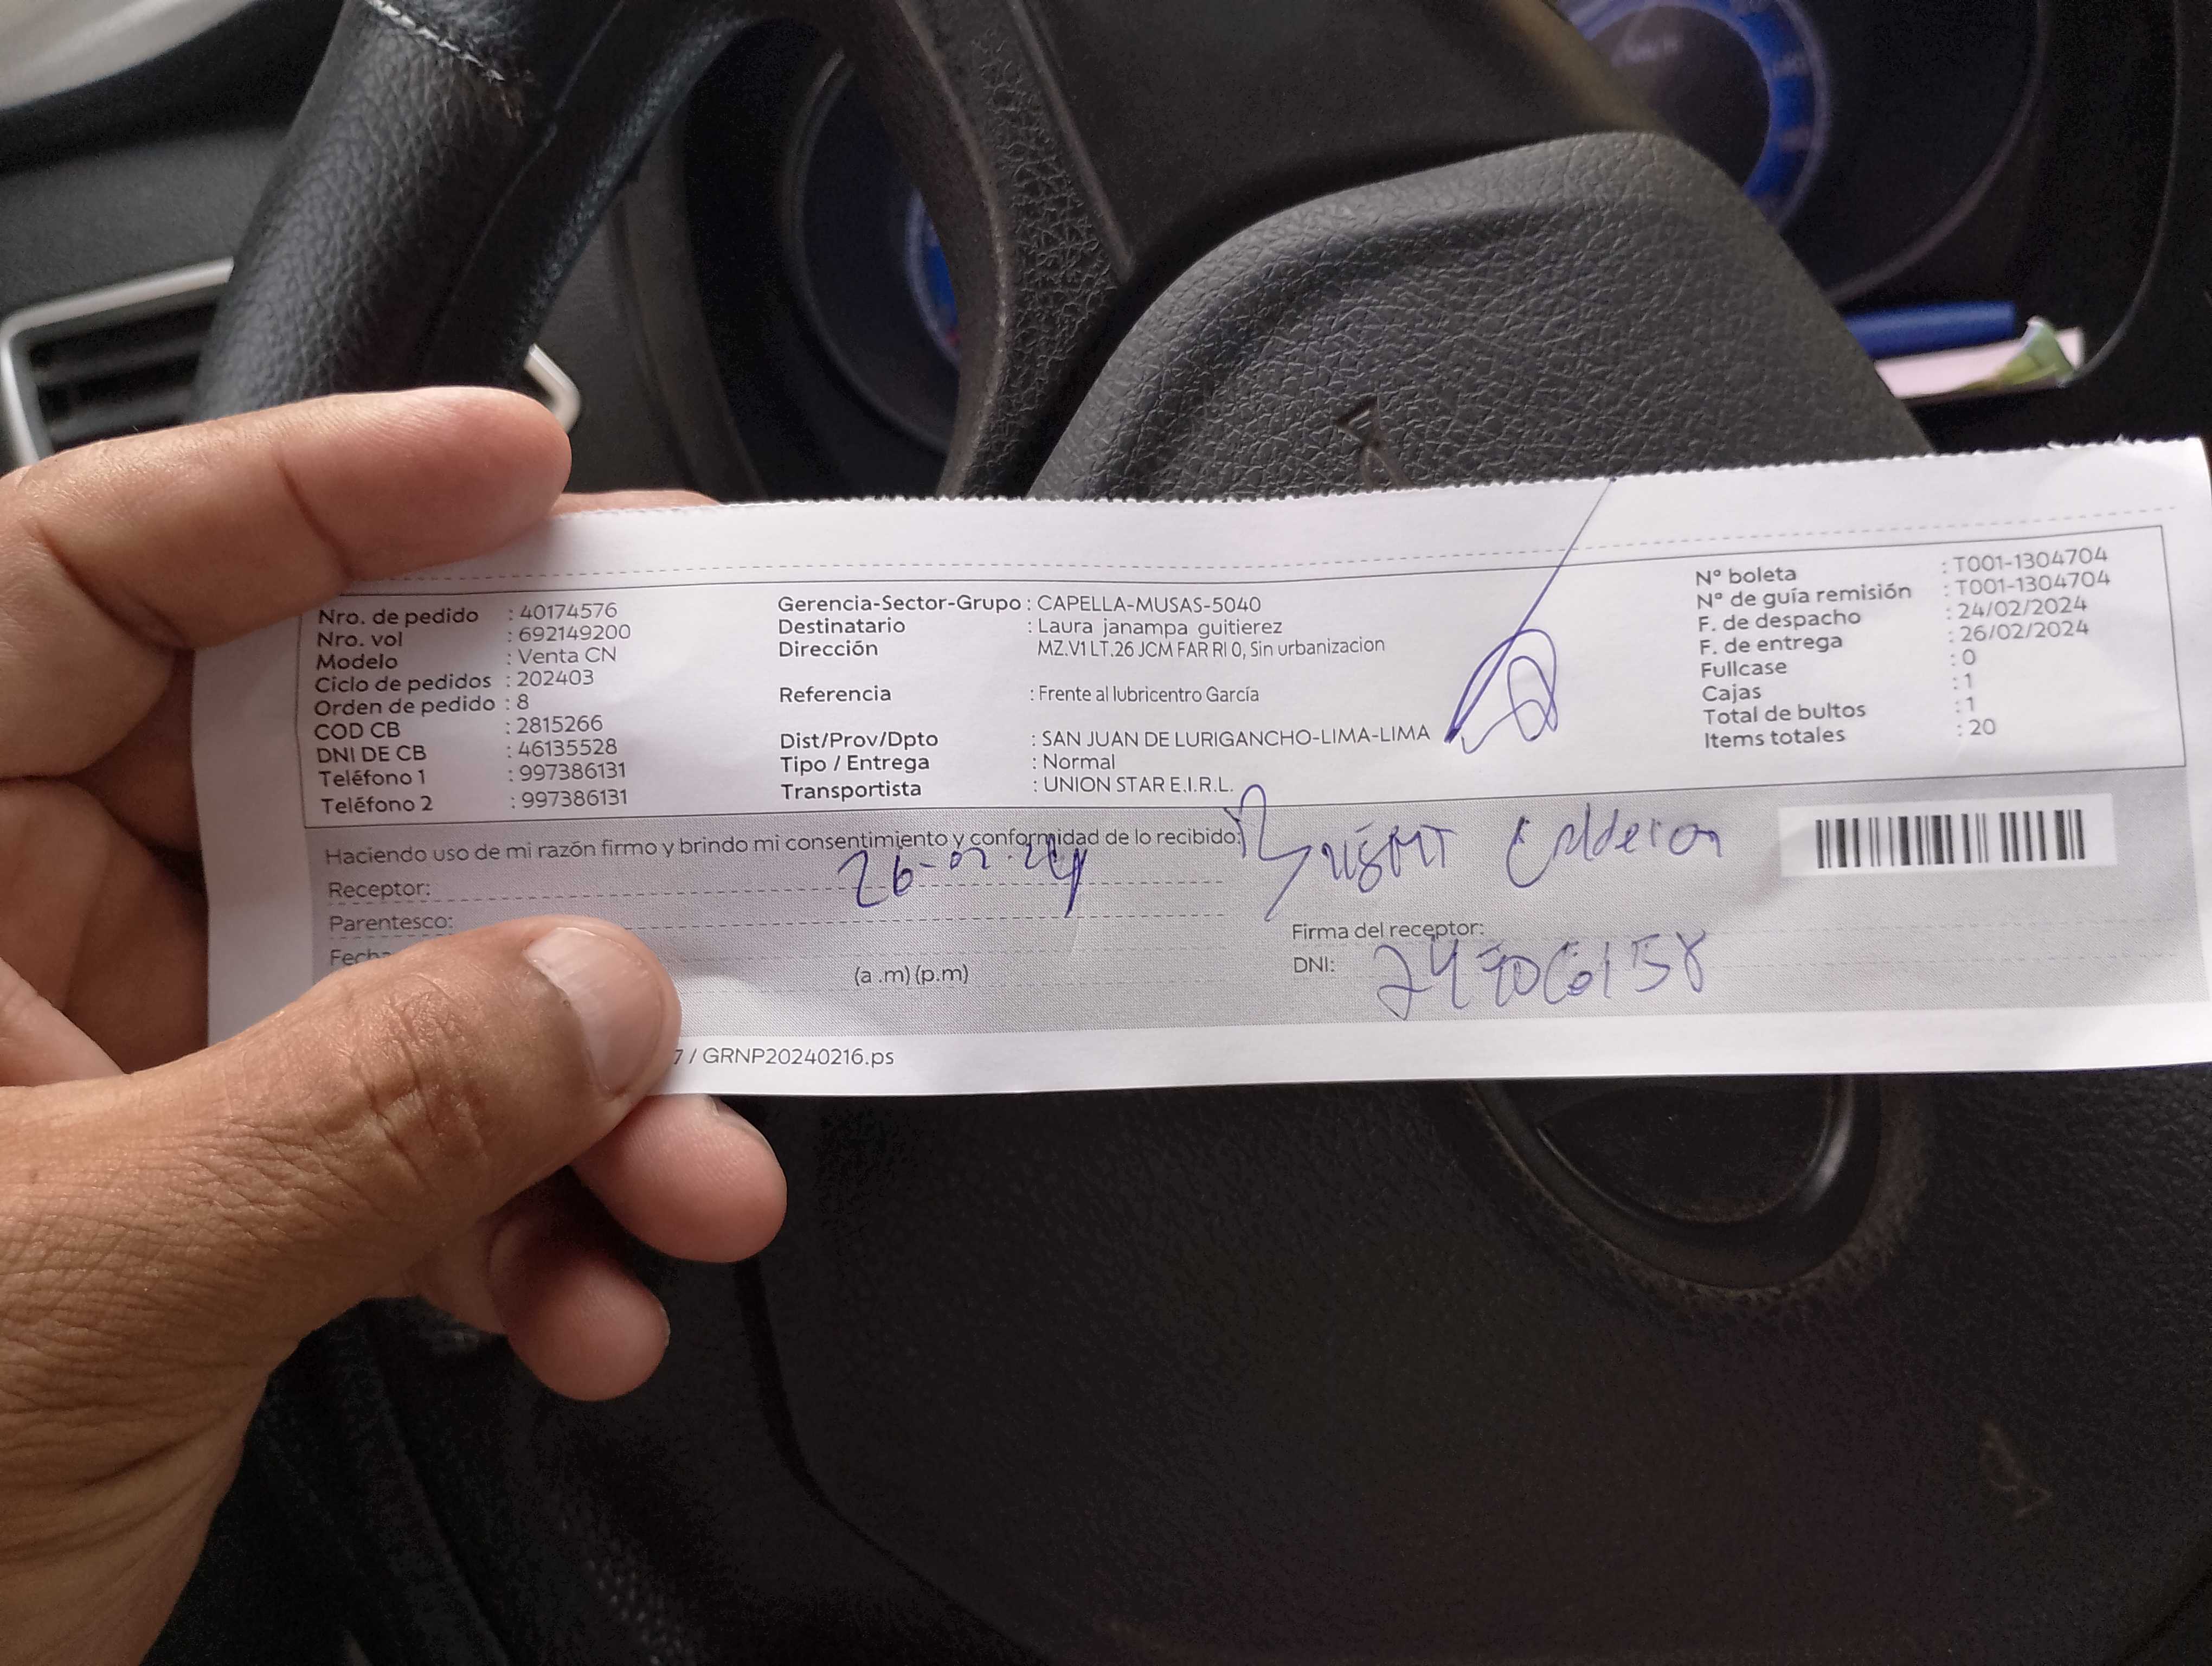 Nro. de pedido : 40174576
Nro. vol : 692149200
Modelo : Venta CN
Ciclo de pedidos : 202403
Orden de pedido : 8
COD CB : 2815266
DNI DE CB : 46135528
Teléfono 1 : 997386131
Teléfono 2 : 997386131
Gerencia-Sector-Grupo : CAPELLA-MUSAS-5040
Destinatario : Laura janampa guitierez
Dirección MZ.V1 LT.26 JCM FAR RI 0, Sin urbanizacion
Referencia : Frente al lubricentro García
Dist/Prov/Dpto : SAN JUAN DE LURIGANCHO-LIMA-LIMA
Tipo / Entrega : Normal
Transportista : UNION STAR E.I.R.L.
N° boleta : T001-1304704
N° de guía remisión : T001-1304704
F. de despacho : 24/02/2024
F. de entrega : 26/02/2024
Fullcase : 0
Cajas : 1
Total de bultos : 1
Items totales : 20
Haciendo uso de mi razón firmo y brindo mi consentimiento y conformidad de lo recibido:
26-02-24
Calderon
Receptor:
Parentesco:
Fecha
(a .m) (p.m)
Firma del receptor:
DNI:
7 / GRNP20240216.ps